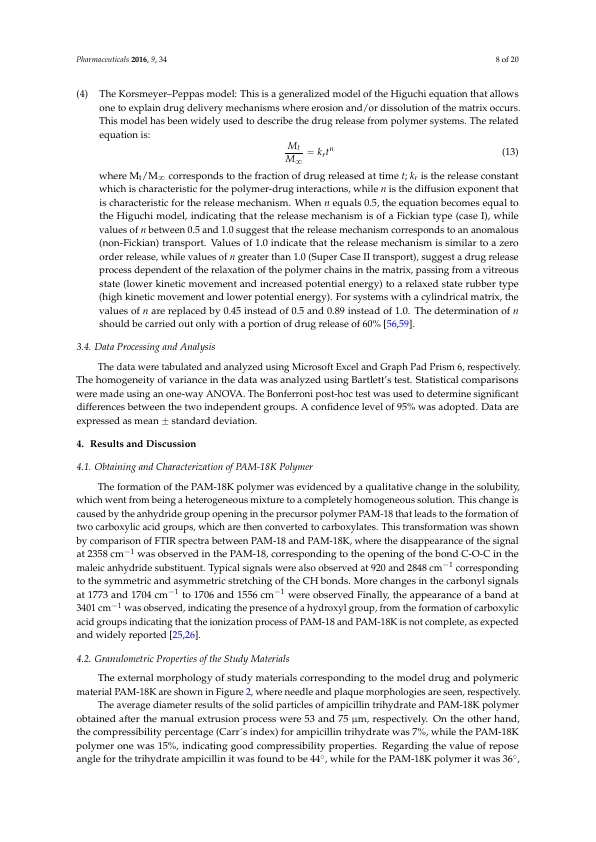 Pharmaceuticals 2016, 9, 34
8 of 20
(4) The Korsmeyer–Peppas model: This is a generalized model of the Higuchi equation that allows
one to explain drug delivery mechanisms where erosion and/or dissolution of the matrix occurs.
This model has been widely used to describe the drug release from polymer systems. The related
equation is:
Mt/M∞ = krt^n (13)
where Mt/M∞ corresponds to the fraction of drug released at time t; kr is the release constant
which is characteristic for the polymer-drug interactions, while n is the diffusion exponent that
is characteristic for the release mechanism. When n equals 0.5, the equation becomes equal to
the Higuchi model, indicating that the release mechanism is of a Fickian type (case I), while
values of n between 0.5 and 1.0 suggest that the release mechanism corresponds to an anomalous
(non-Fickian) transport. Values of 1.0 indicate that the release mechanism is similar to a zero
order release, while values of n greater than 1.0 (Super Case II transport), suggest a drug release
process dependent of the relaxation of the polymer chains in the matrix, passing from a vitreous
state (lower kinetic movement and increased potential energy) to a relaxed state rubber type
(high kinetic movement and lower potential energy). For systems with a cylindrical matrix, the
values of n are replaced by 0.45 instead of 0.5 and 0.89 instead of 1.0. The determination of n
should be carried out only with a portion of drug release of 60% [56,59].
3.4. Data Processing and Analysis
The data were tabulated and analyzed using Microsoft Excel and Graph Pad Prism 6, respectively.
The homogeneity of variance in the data was analyzed using Bartlett’s test. Statistical comparisons
were made using an one-way ANOVA. The Bonferroni post-hoc test was used to determine significant
differences between the two independent groups. A confidence level of 95% was adopted. Data are
expressed as mean ± standard deviation.
4. Results and Discussion
4.1. Obtaining and Characterization of PAM-18K Polymer
The formation of the PAM-18K polymer was evidenced by a qualitative change in the solubility,
which went from being a heterogeneous mixture to a completely homogeneous solution. This change is
caused by the anhydride group opening in the precursor polymer PAM-18 that leads to the formation of
two carboxylic acid groups, which are then converted to carboxylates. This transformation was shown
by comparison of FTIR spectra between PAM-18 and PAM-18K, where the disappearance of the signal
at 2358 cm−1 was observed in the PAM-18, corresponding to the opening of the bond C-O-C in the
maleic anhydride substituent. Typical signals were also observed at 920 and 2848 cm−1 corresponding
to the symmetric and asymmetric stretching of the CH bonds. More changes in the carbonyl signals
at 1773 and 1704 cm−1 to 1706 and 1556 cm−1 were observed Finally, the appearance of a band at
3401 cm−1 was observed, indicating the presence of a hydroxyl group, from the formation of carboxylic
acid groups indicating that the ionization process of PAM-18 and PAM-18K is not complete, as expected
and widely reported [25,26].
4.2. Granulometric Properties of the Study Materials
The external morphology of study materials corresponding to the model drug and polymeric
material PAM-18K are shown in Figure 2, where needle and plaque morphologies are seen, respectively.
The average diameter results of the solid particles of ampicillin trihydrate and PAM-18K polymer
obtained after the manual extrusion process were 53 and 75 µm, respectively. On the other hand,
the compressibility percentage (Carr´s index) for ampicillin trihydrate was 7%, while the PAM-18K
polymer one was 15%, indicating good compressibility properties. Regarding the value of repose
angle for the trihydrate ampicillin it was found to be 44°, while for the PAM-18K polymer it was 36°,